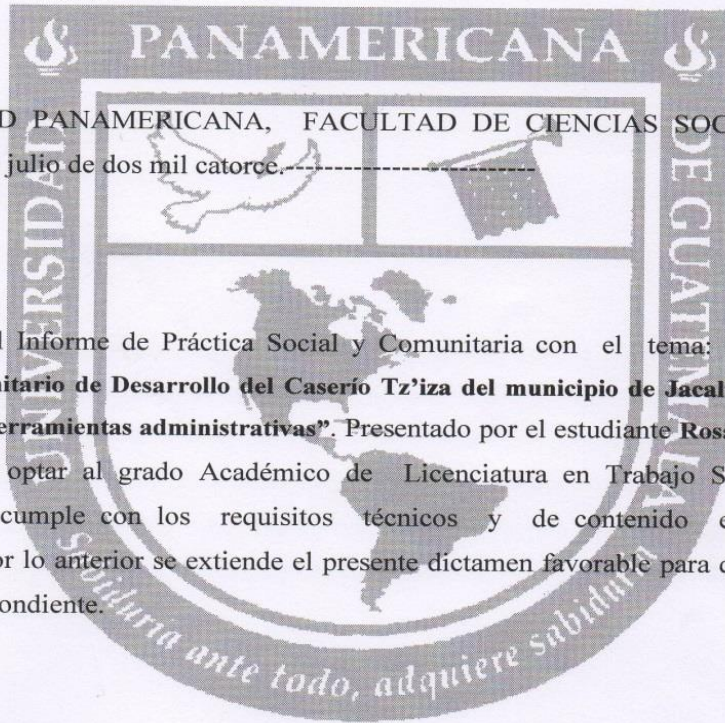 PANAMERICANA
UNIVERSIDAD
DE GUATEMALA
D PANAMERICANA, FACULTAD DE CIENCIAS SOC
julio de dos mil catorce.-----------------------------
l Informe de Práctica Social y Comunitaria con el tema:
nitario de Desarrollo del Caserío Tz’iza del municipio de Jacal
erramientas administrativas”. Presentado por el estudiante Ros
optar al grado Académico de Licenciatura en Trabajo S
cumple con los requisitos técnicos y de contenido e
or lo anterior se extiende el presente dictamen favorable para c
ondiente.
Sabiduría ante todo, adquiere sabiduría